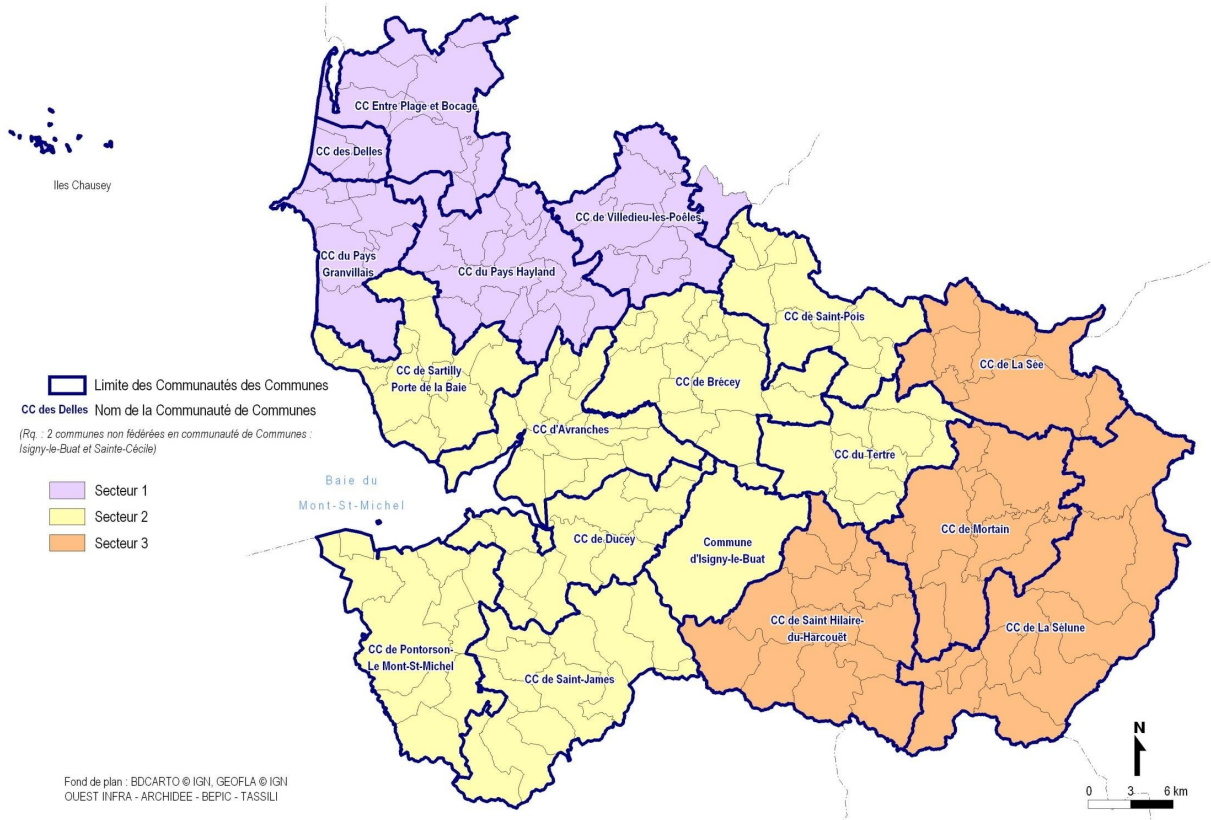 CC Entre Plage et Bocage
CC des Delles
Iles Chausey
CC de Villedieu-les-Poêles
CC du Pays
Granvillais
CC du Pays Hayland
CC de Saint-Pois
CC de La Sée
CC de Sartilly
Porte de la Baie
CC de Brécey
CC d'Avranches
CC du Tertre
Limite des Communautés des Communes
CC des Delles Nom de la Communauté de Communes
(Rq. : 2 communes non fédérées en communauté de Communes :
Isigny-le-Buat et Sainte-Cécile)
Secteur 1
Secteur 2
Secteur 3
Baie du
Mont-St-Michel
CC de Ducey
Commune
d'Isigny-le-Buat
CC de Mortain
CC de Saint Hilaire-
du-Harcouët
CC de La Sélune
CC de Pontorson-
Le Mont-St-Michel
CC de Saint-James
N
0 3 6 km
Fond de plan : BDCARTO © IGN, GEOFLA © IGN
OUEST INFRA - ARCHIDEE - BEPIC - TASSILI